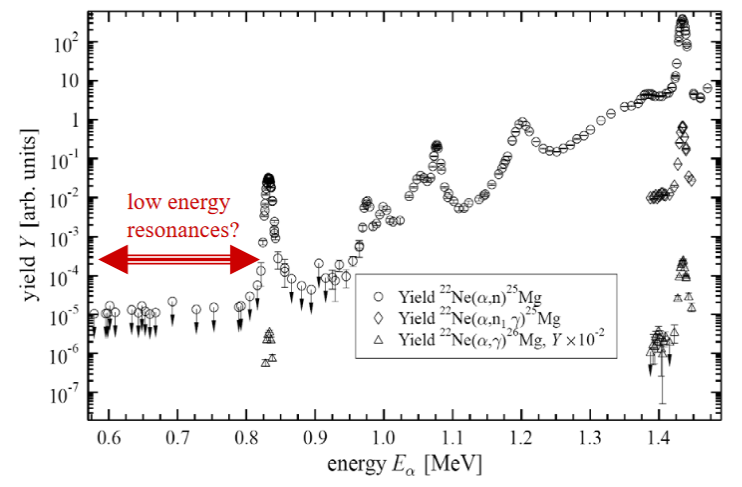 10²
10
1
10⁻¹
10⁻²
10⁻³
10⁻⁴
10⁻⁵
10⁻⁶
10⁻⁷
yield Y [arb. units]
low energy
resonances?
Yield ²²Ne(α,n)²⁵Mg
Yield ²²Ne(α,n₁γ)²⁵Mg
Yield ²²Ne(α,γ)²⁶Mg, Y ×10⁻²
0.6 0.7 0.8 0.9 1.0 1.1 1.2 1.3 1.4
energy Eα [MeV]